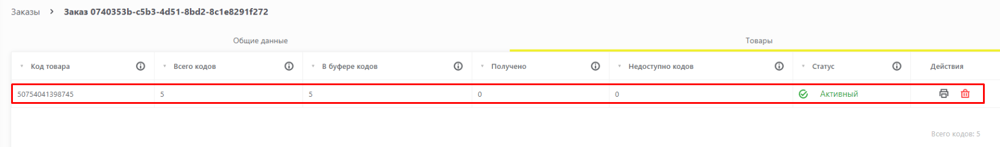 Заказы > Заказ 0740353b-c5b3-4d51-8bd2-8c1e8291f272
Общие данные Товары
Код товара Всего кодов В буфере кодов Получено Недоступно кодов Статус Действия
50754041398745 5 5 0 0 Активный
Всего кодов: 5